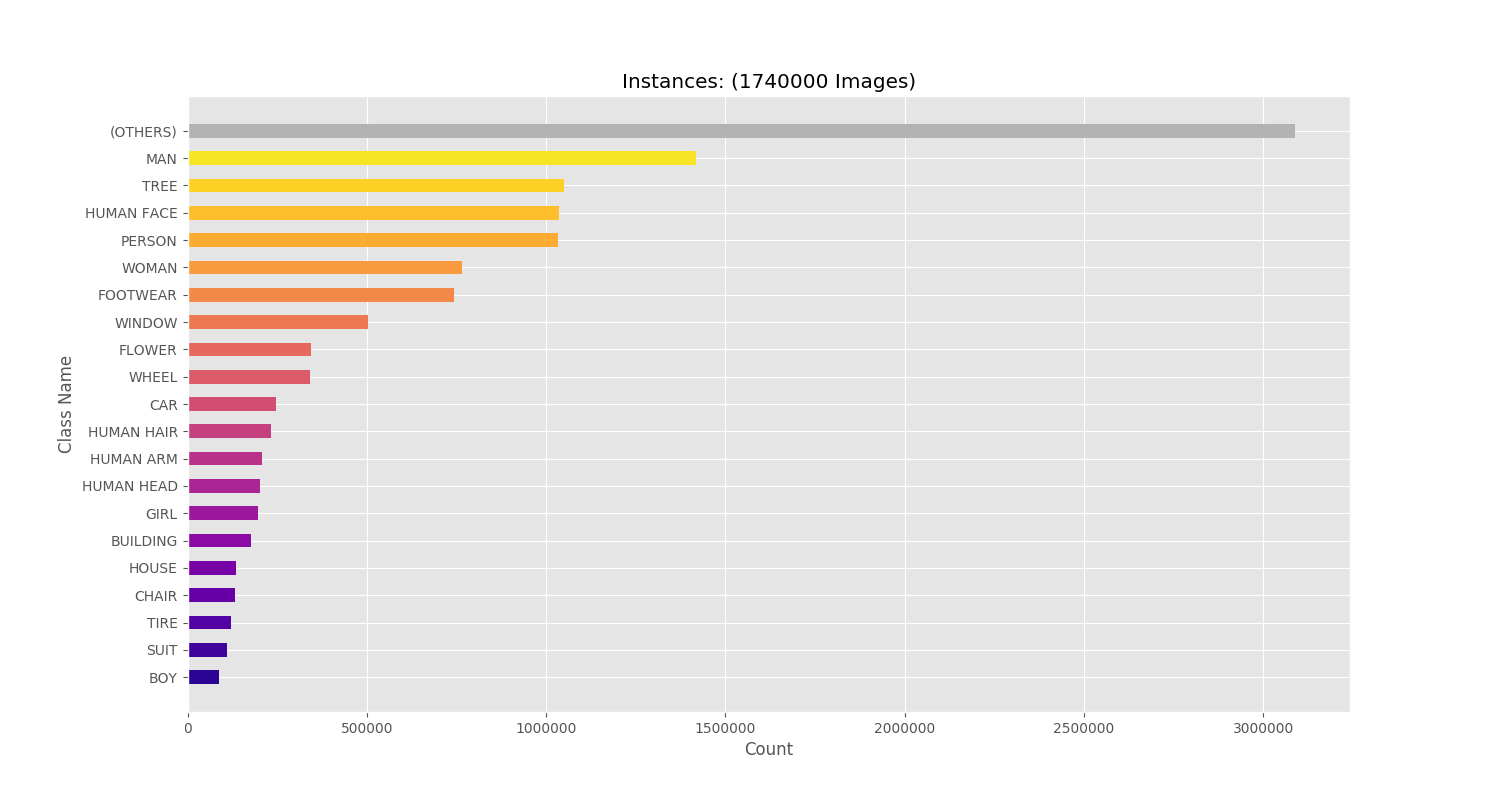 Instances: (1740000 Images)
(OTHERS)
MAN
TREE
HUMAN FACE
PERSON
WOMAN
FOOTWEAR
WINDOW
FLOWER
WHEEL
CAR
HUMAN HAIR
HUMAN ARM
HUMAN HEAD
GIRL
BUILDING
HOUSE
CHAIR
TIRE
SUIT
BOY
Class Name
0 500000 1000000 1500000 2000000 2500000 3000000
Count